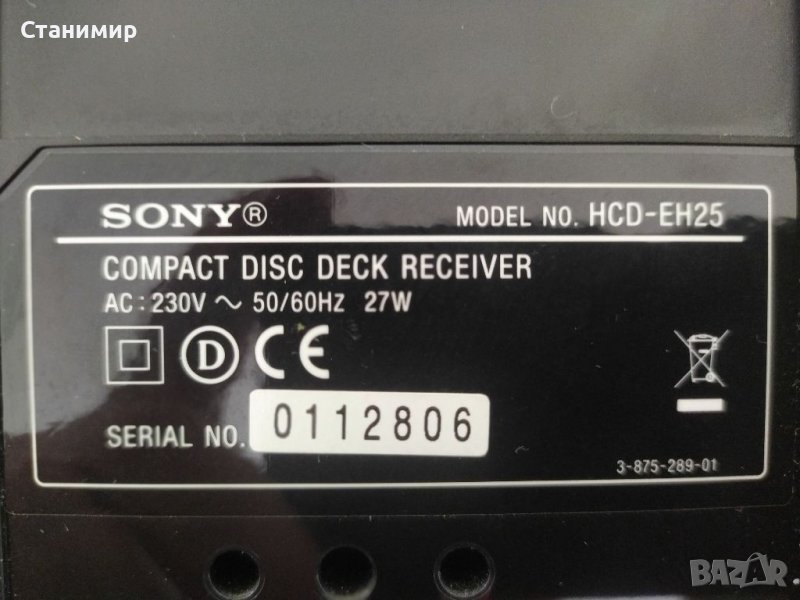 Станимир
SONY® MODEL NO. HCD-EH25
COMPACT DISC DECK RECEIVER
AC : 230V ～ 50/60Hz 27W
D CE
SERIAL NO. 0112806
3-875-289-01
BAZAR